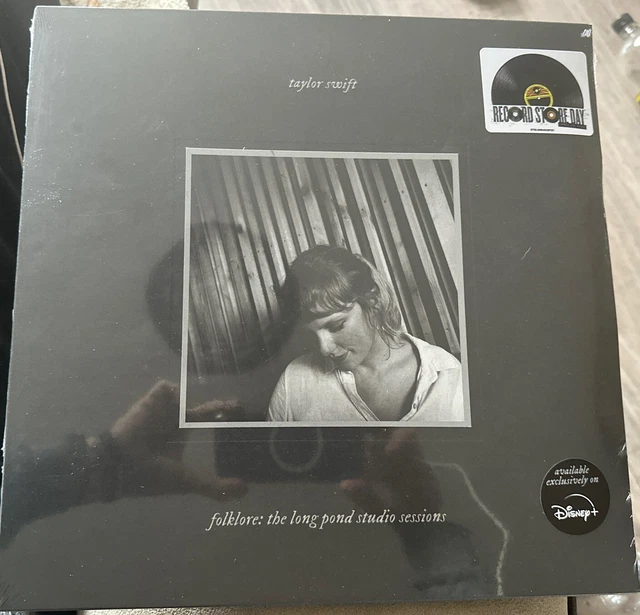 taylor swift
RECORD STORE DAY
folklore: the long pond studio sessions
available
exclusively on
Disney+